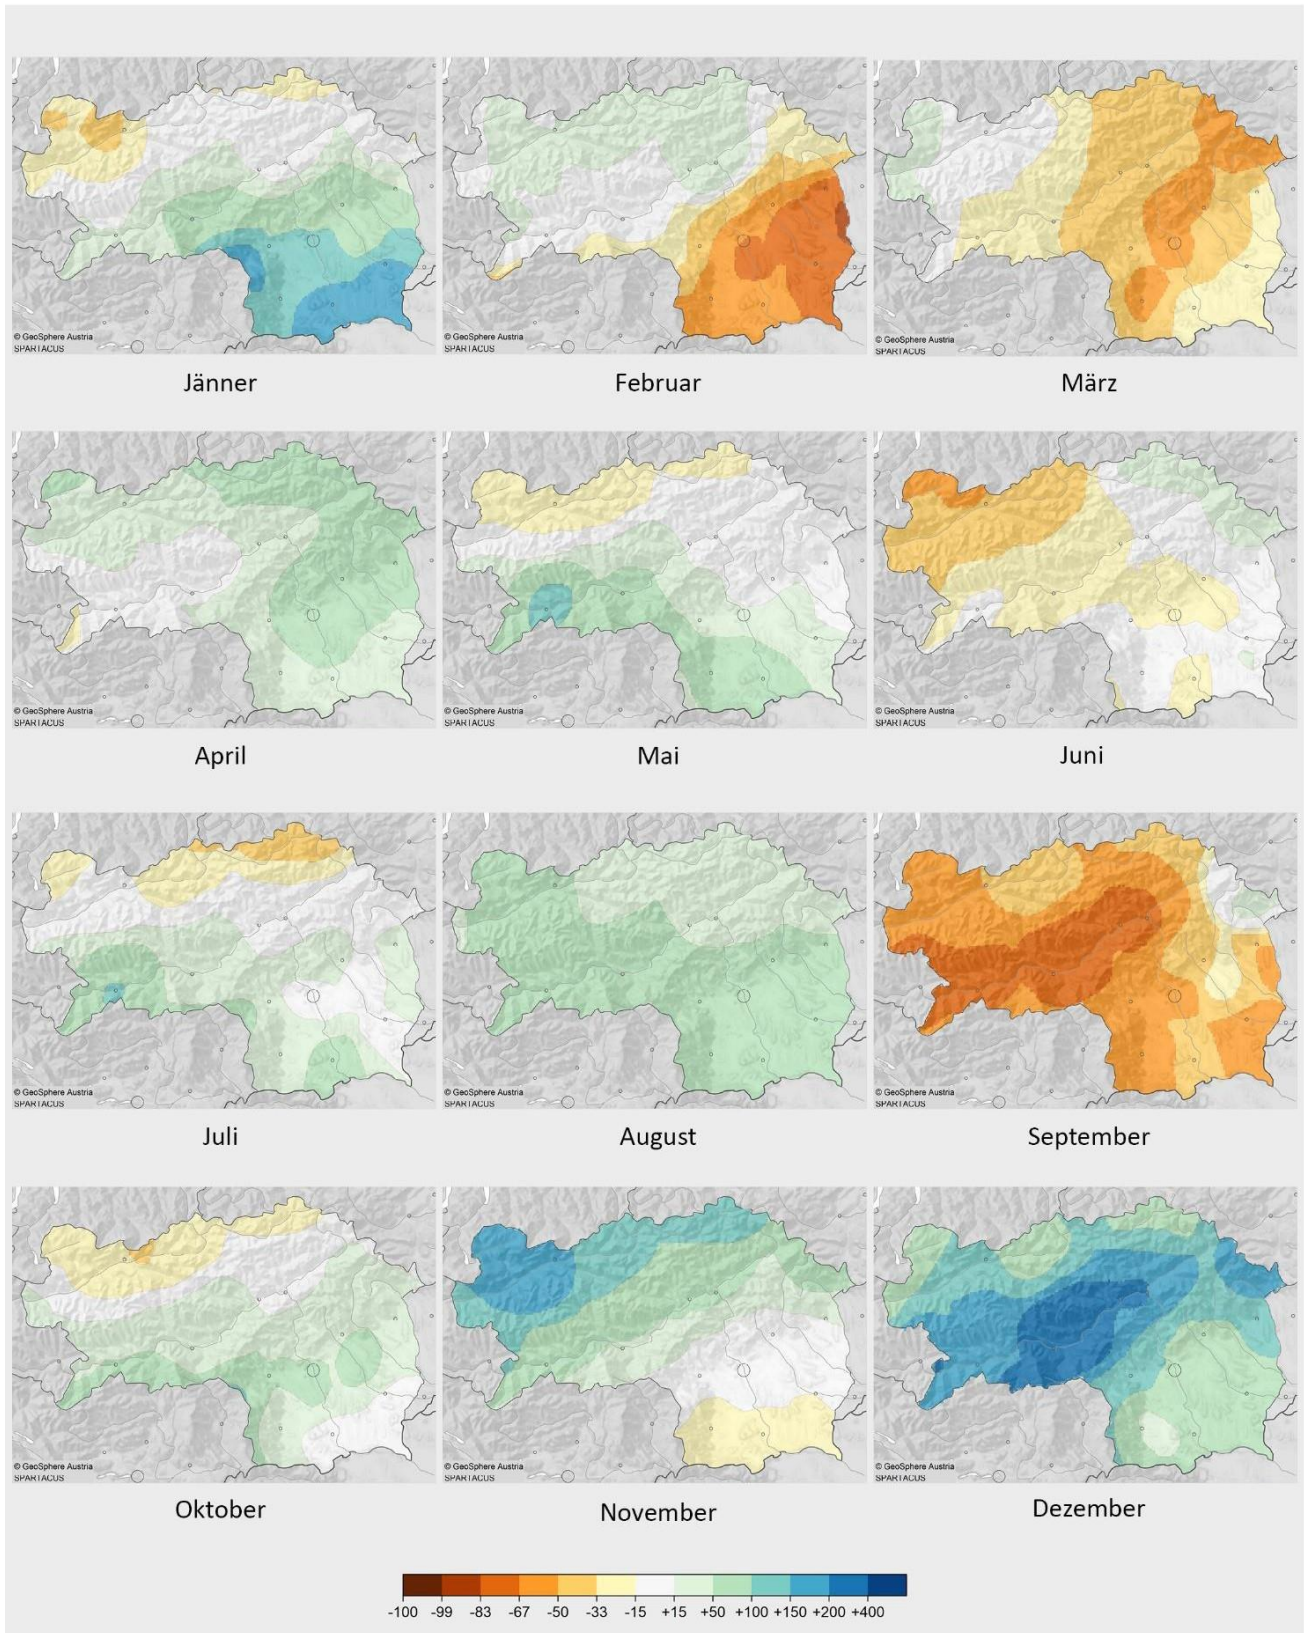 © GeoSphere Austria
SPARTACUS
© GeoSphere Austria
SPARTACUS
© GeoSphere Austria
SPARTACUS
Jänner
Februar
März
© GeoSphere Austria
SPARTACUS
© GeoSphere Austria
SPARTACUS
© GeoSphere Austria
SPARTACUS
April
Mai
Juni
© GeoSphere Austria
SPARTACUS
© GeoSphere Austria
SPARTACUS
© GeoSphere Austria
SPARTACUS
Juli
August
September
© GeoSphere Austria
SPARTACUS
© GeoSphere Austria
SPARTACUS
© GeoSphere Austria
SPARTACUS
Oktober
November
Dezember
-100 -99 -83 -67 -50 -33 -15 +15 +50 +100 +150 +200 +400